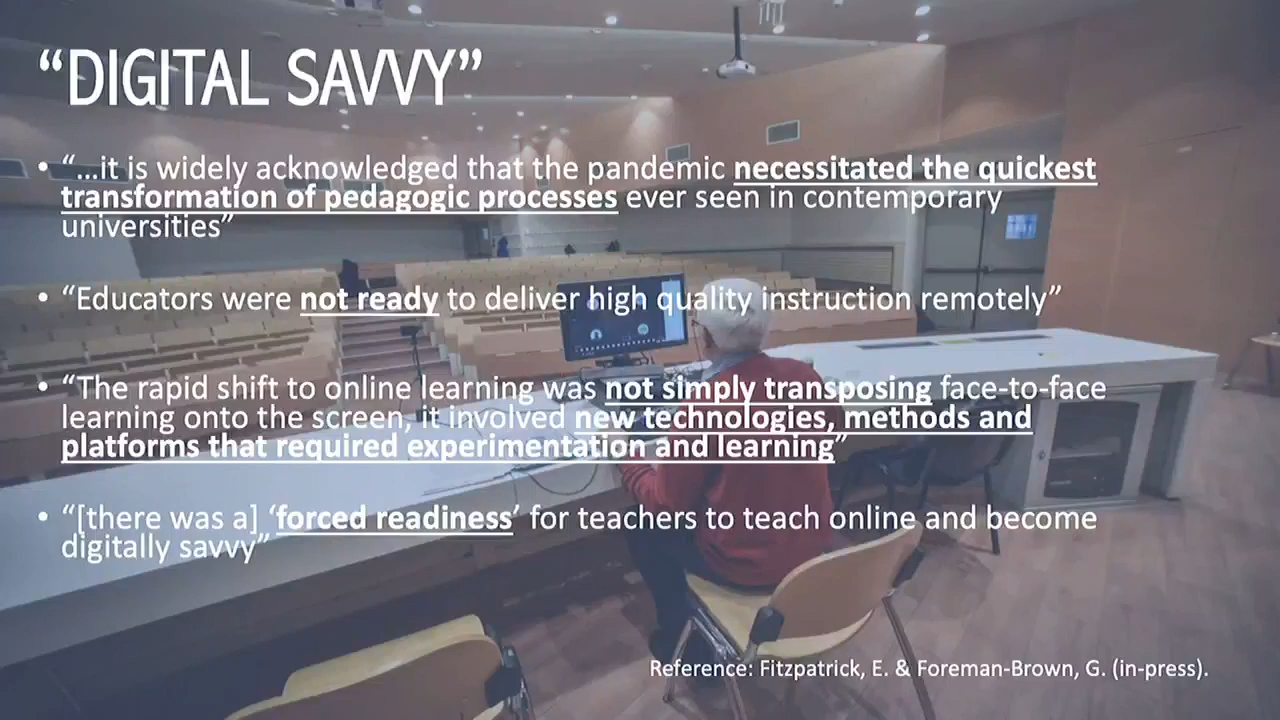 “DIGITAL SAVVY”
• “...it is widely acknowledged that the pandemic necessitated the quickest
transformation of pedagogic processes ever seen in contemporary
universities”
• “Educators were not ready to deliver high quality instruction remotely”
• “The rapid shift to online learning was not simply transposing face-to-face
learning onto the screen, it involved new technologies, methods and
platforms that required experimentation and learning”
• “[there was a] ‘forced readiness’ for teachers to teach online and become
digitally savvy”
Reference: Fitzpatrick, E. & Foreman-Brown, G. (in-press).